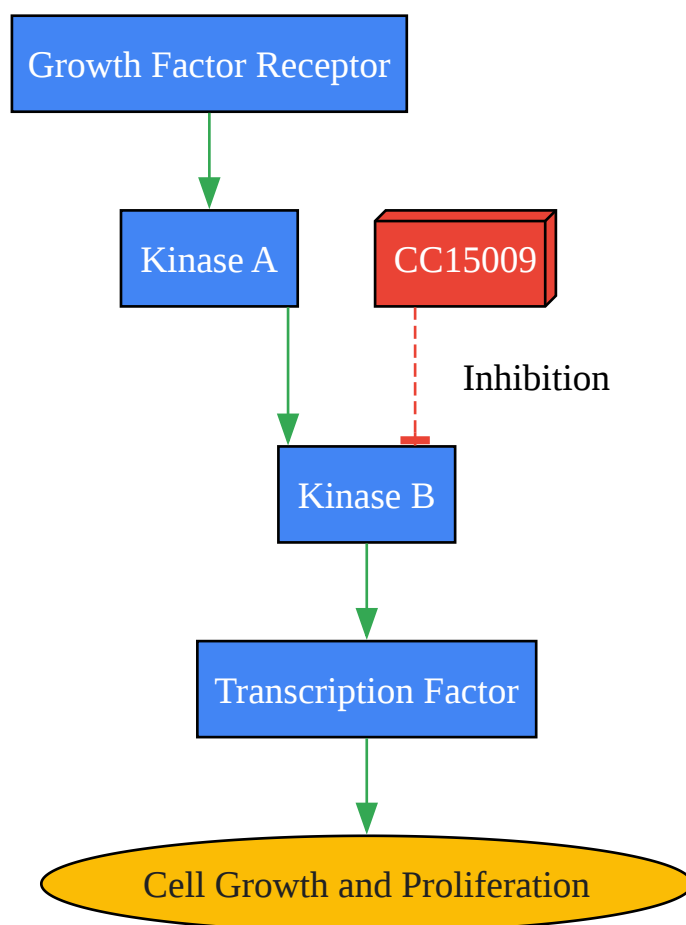 Growth Factor Receptor
Kinase A
CC15009
Inhibition
Kinase B
Transcription Factor
Cell Growth and Proliferation